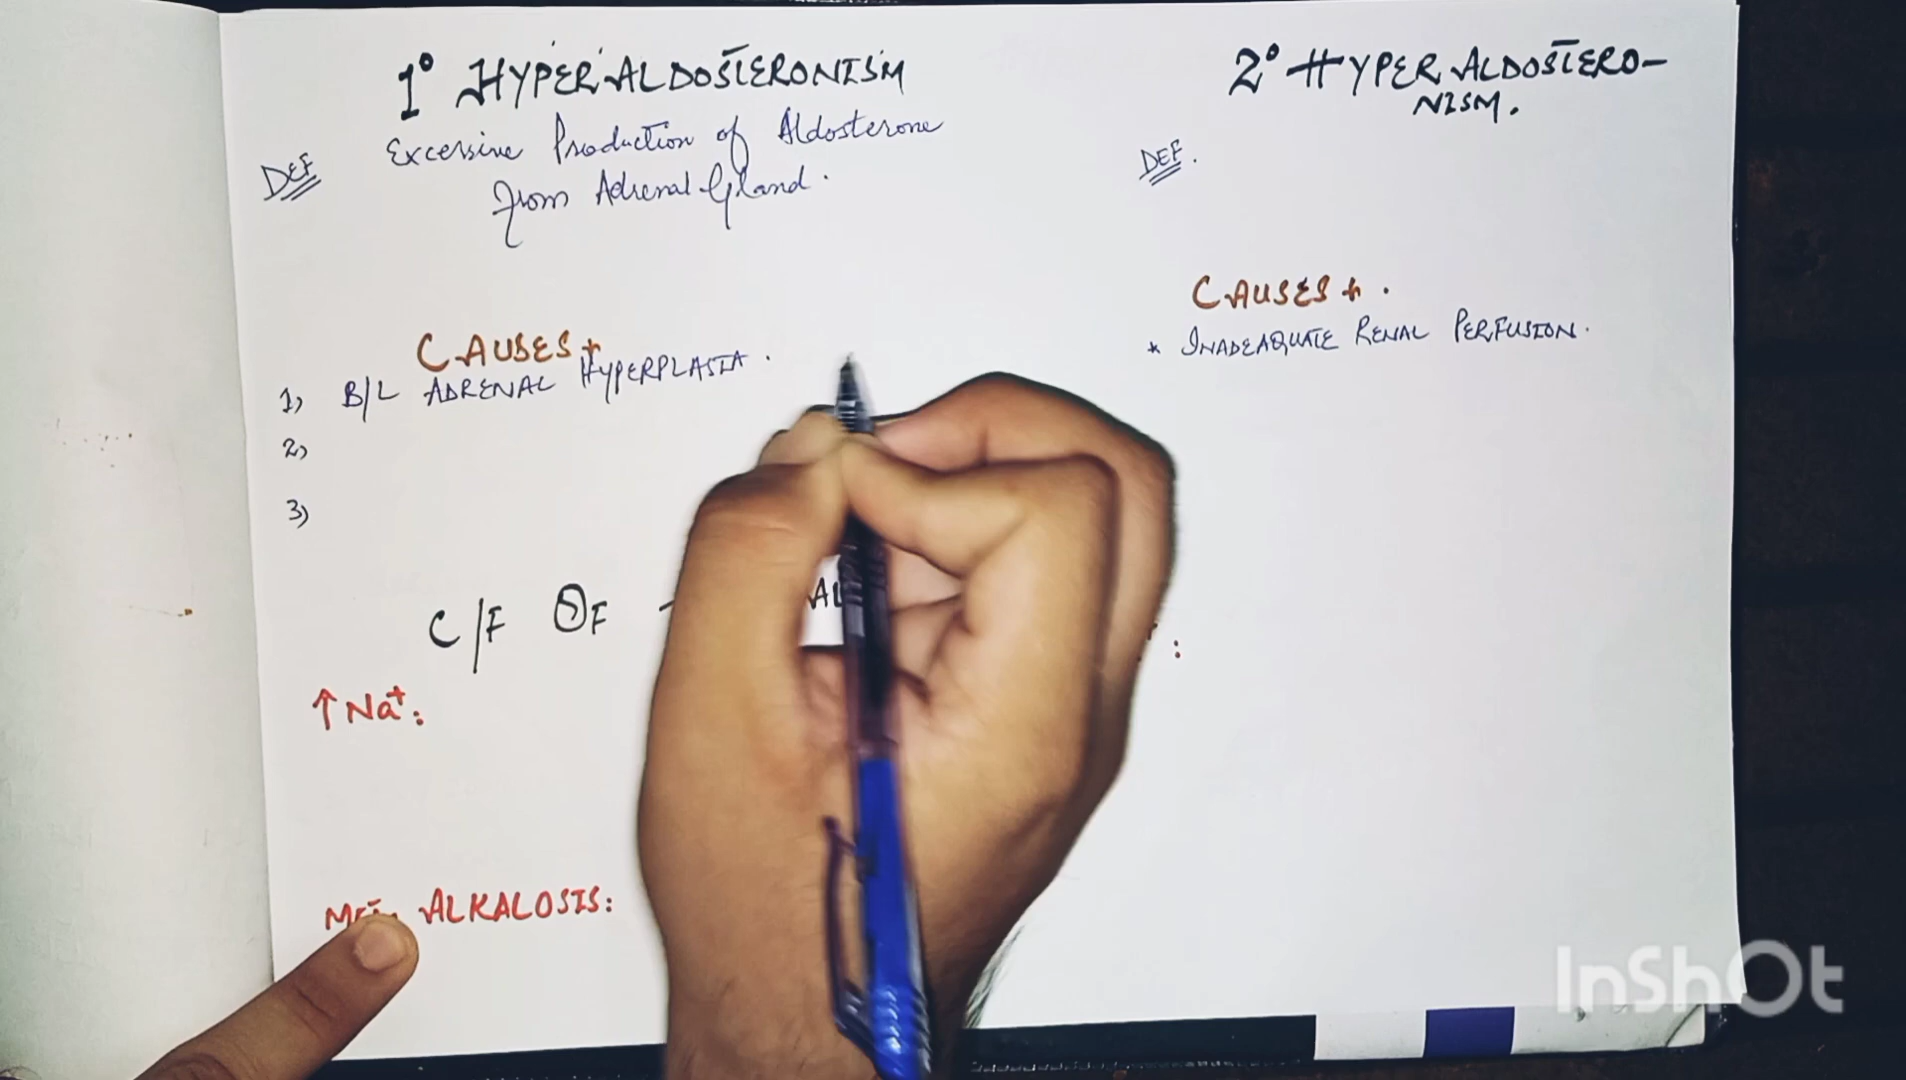 1° HYPERALDOSTERONISM
DEF Excessive Production of Aldosterone
from Adrenal Gland.
CAUSES
1) B/L ADRENAL HYPERPLASIA.
2)
3)
2° HYPERALDOSTERO-
NISM.
DEF.
CAUSES
* INADEAQUATE RENAL PERFUSION.
C/F OF
↑Na+:
ALKALOSIS:
InShOt